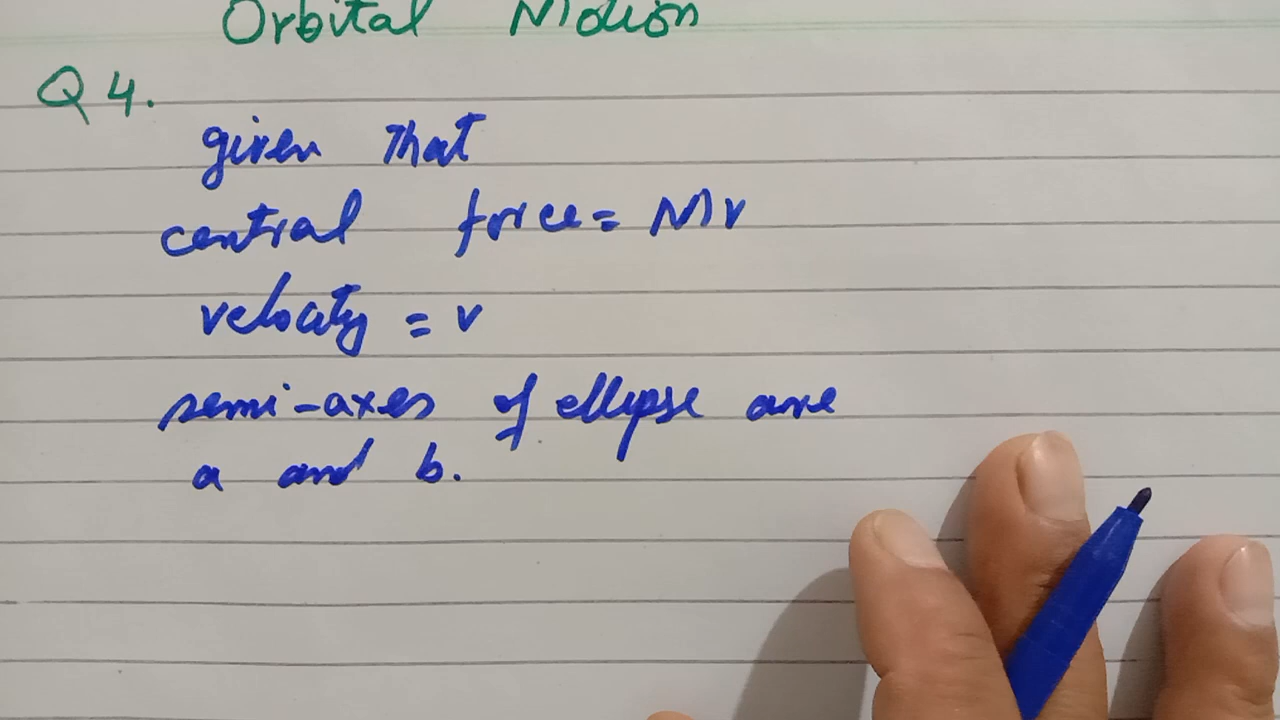 Orbital Motion
Q 4.
given that
central force = Mr
velocity = v
semi-axes of ellipse are
a and b.